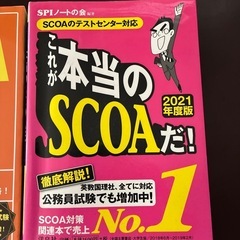 SPIノートの会 編著
SCOAのテストセンター対応
これが
本当の
SCOAだ!
2021
年度版
徹底解説!
英数国理社、全てに対応
公務員試験でも増加中!
SCOA対策
関連本で売上
No.1
A